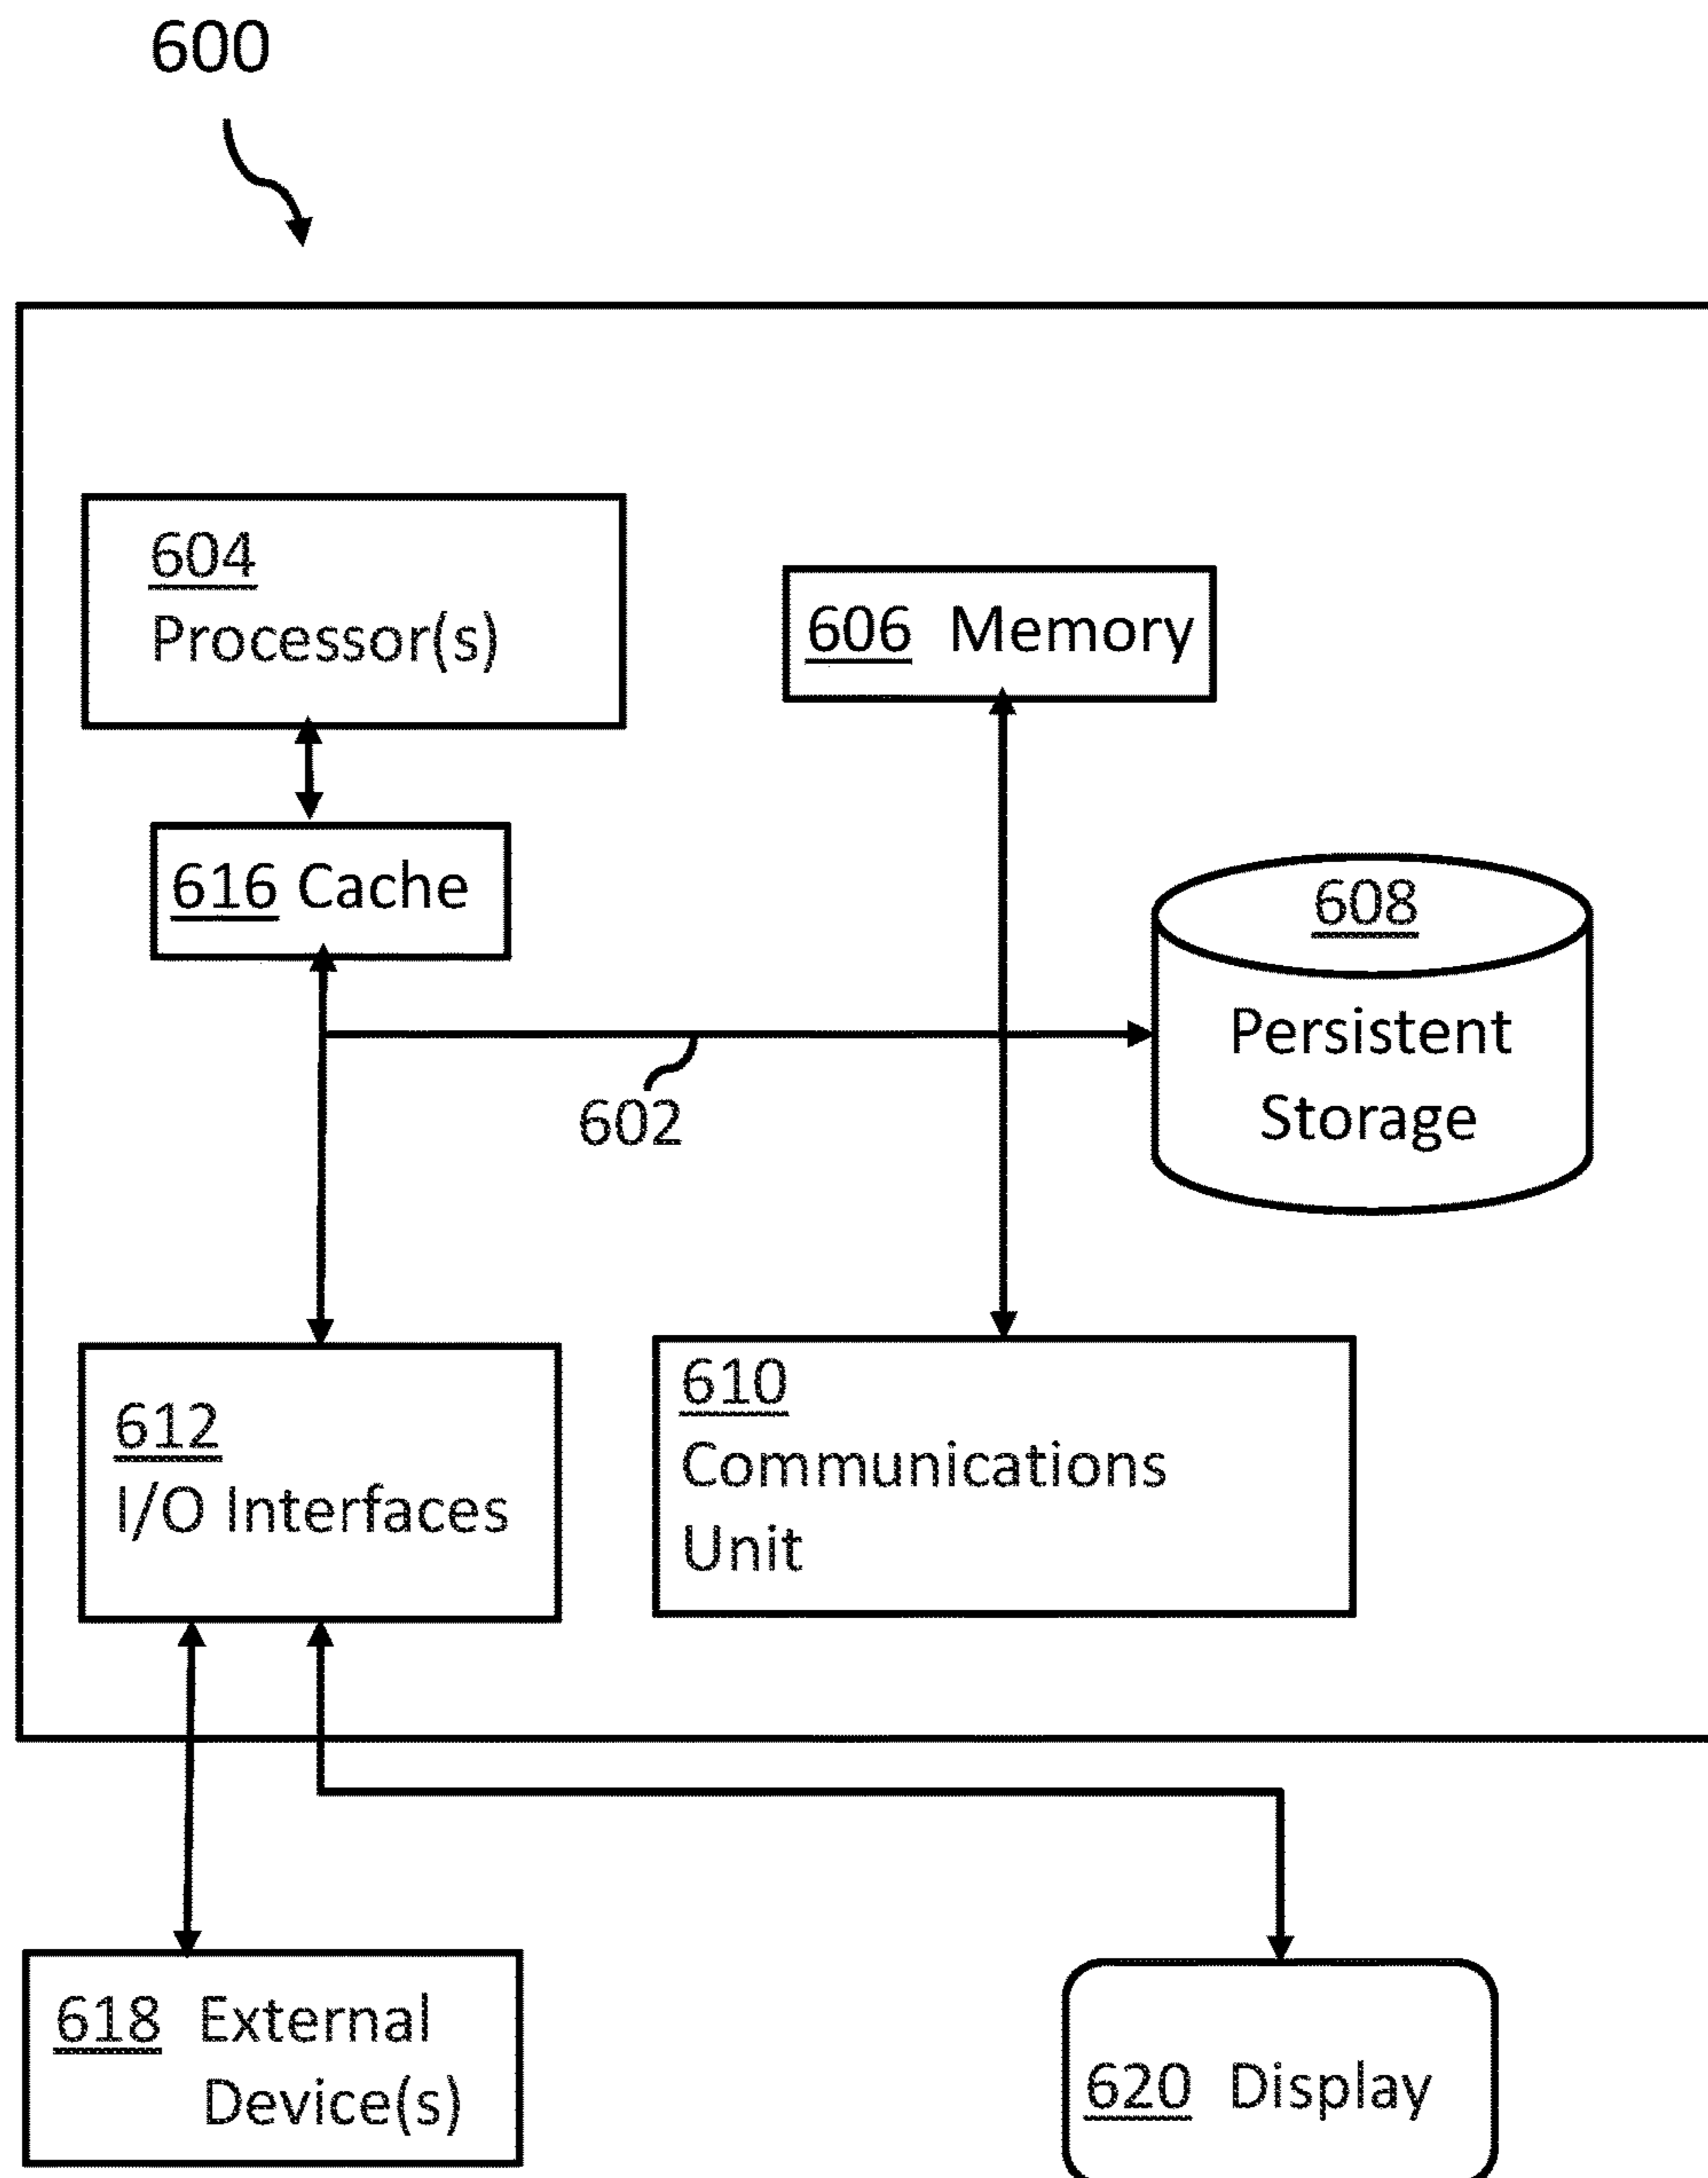 600
604
Processor(s)
606 Memory
616 Cache
608
Persistent
Storage
602
612
I/O Interfaces
610
Communications
Unit
618 External
Device(s)
620 Display